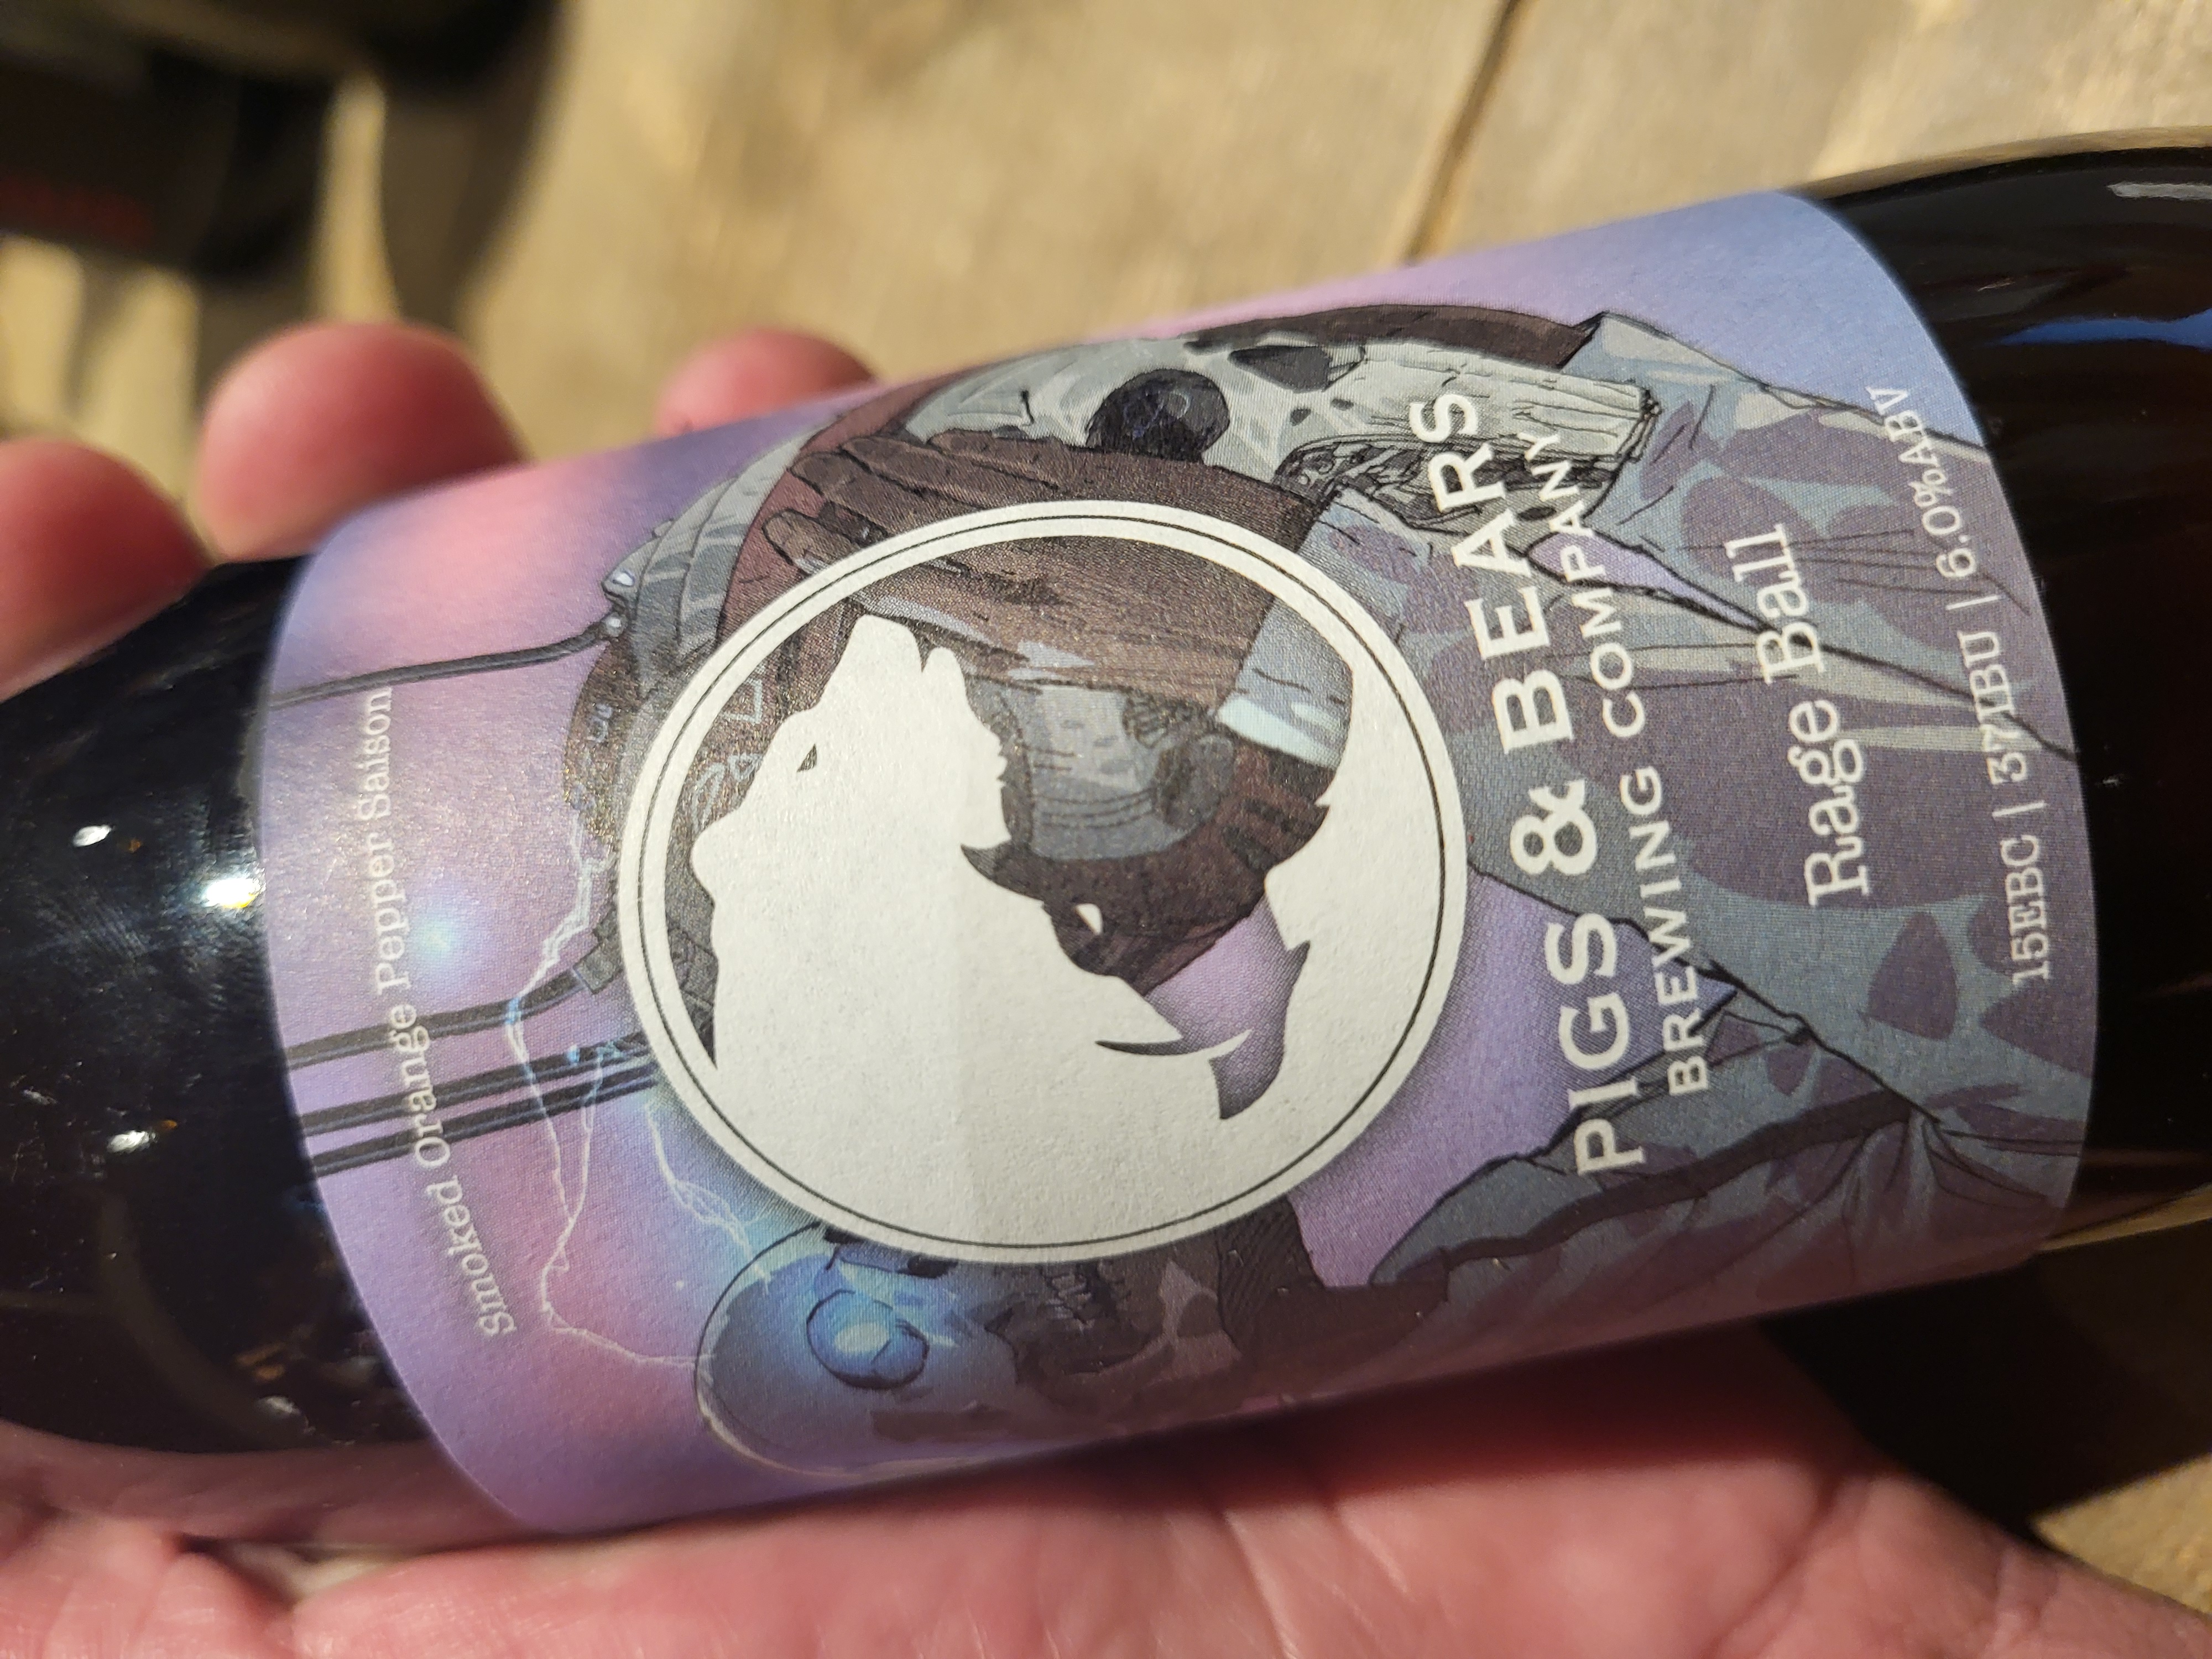 Smoked Orange Pepper Saison
PIGS & BEARS
BREWING COMPANY
Rage Ball
15EBC | 37IBU | 6.0%ABV